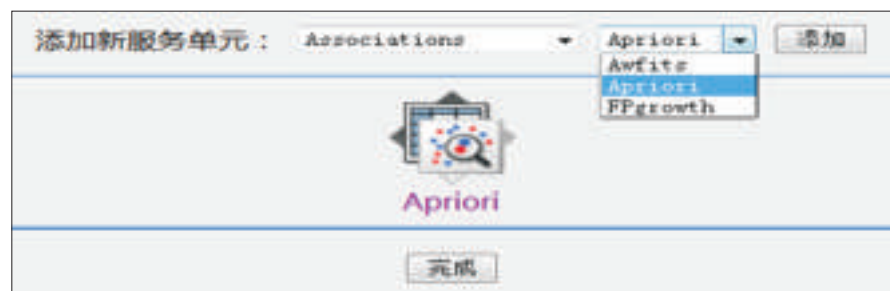 添加新服务单元： Associations Apriori 添加
Awfits
Apriori
FPgrowth
Apriori
完成